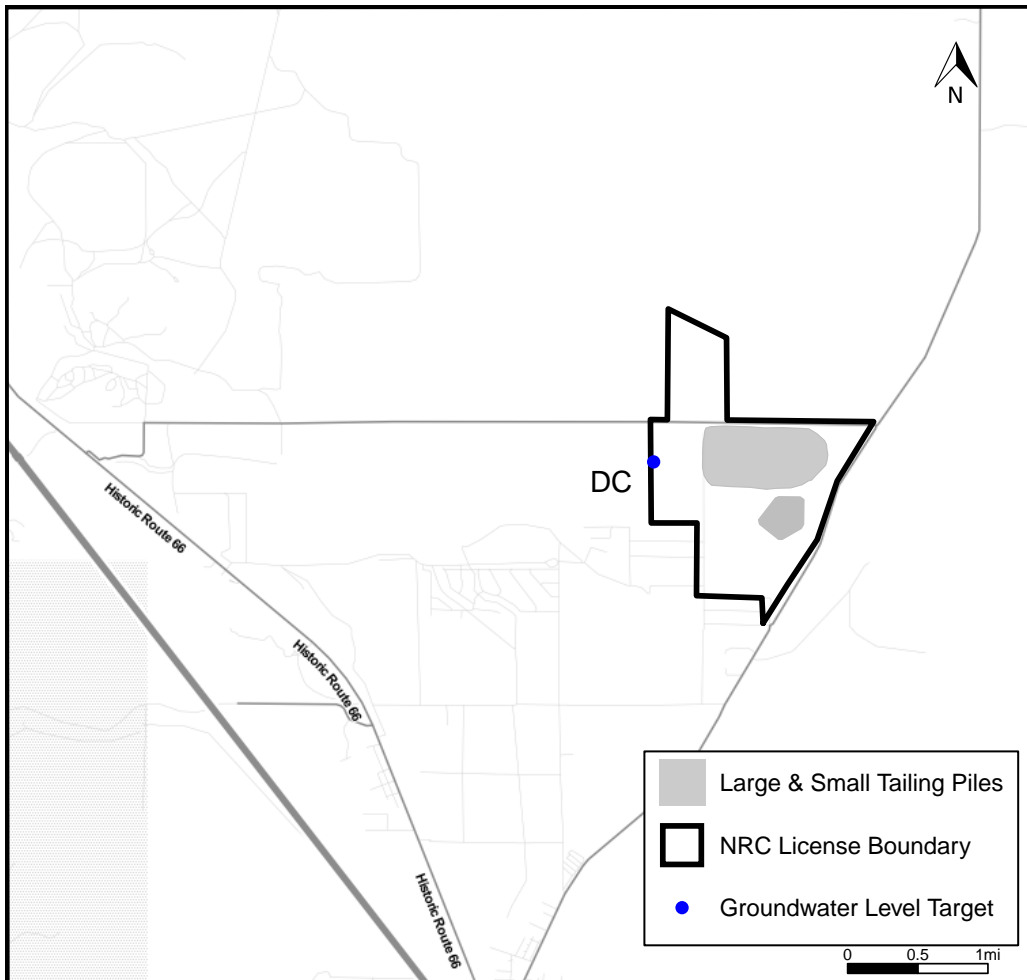 N
DC
Historic Route 66
Historic Route 66
Historic Route 66
Large & Small Tailing Piles
NRC License Boundary
Groundwater Level Target
0 0.5 1mi